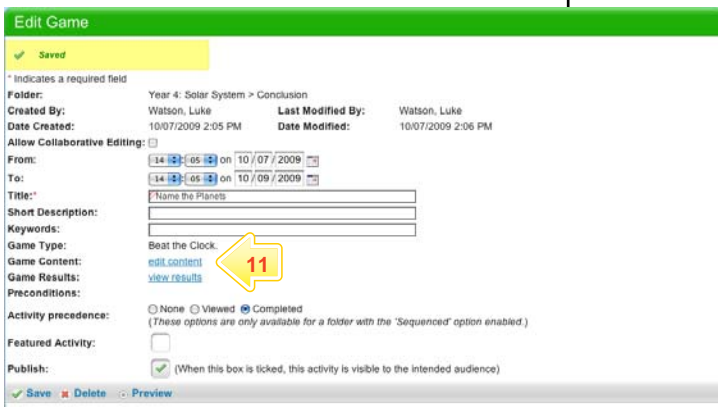 Edit Game
Saved
* Indicates a required field
Folder: Year 4: Solar System > Conclusion
Created By: Watson, Luke Last Modified By: Watson, Luke
Date Created: 10/07/2009 2:05 PM Date Modified: 10/07/2009 2:06 PM
Allow Collaborative Editing:
From: 14 : 05 on 10 / 07 / 2009
To: 14 : 05 on 10 / 09 / 2009
Title:* Name the Planets
Short Description:
Keywords:
Game Type: Beat the Clock.
Game Content: edit content 11
Game Results: view results
Preconditions:
Activity precedence: None Viewed Completed
(These options are only available for a folder with the 'Sequenced' option enabled.)
Featured Activity:
Publish: (When this box is ticked, this activity is visible to the intended audience)
Save Delete Preview